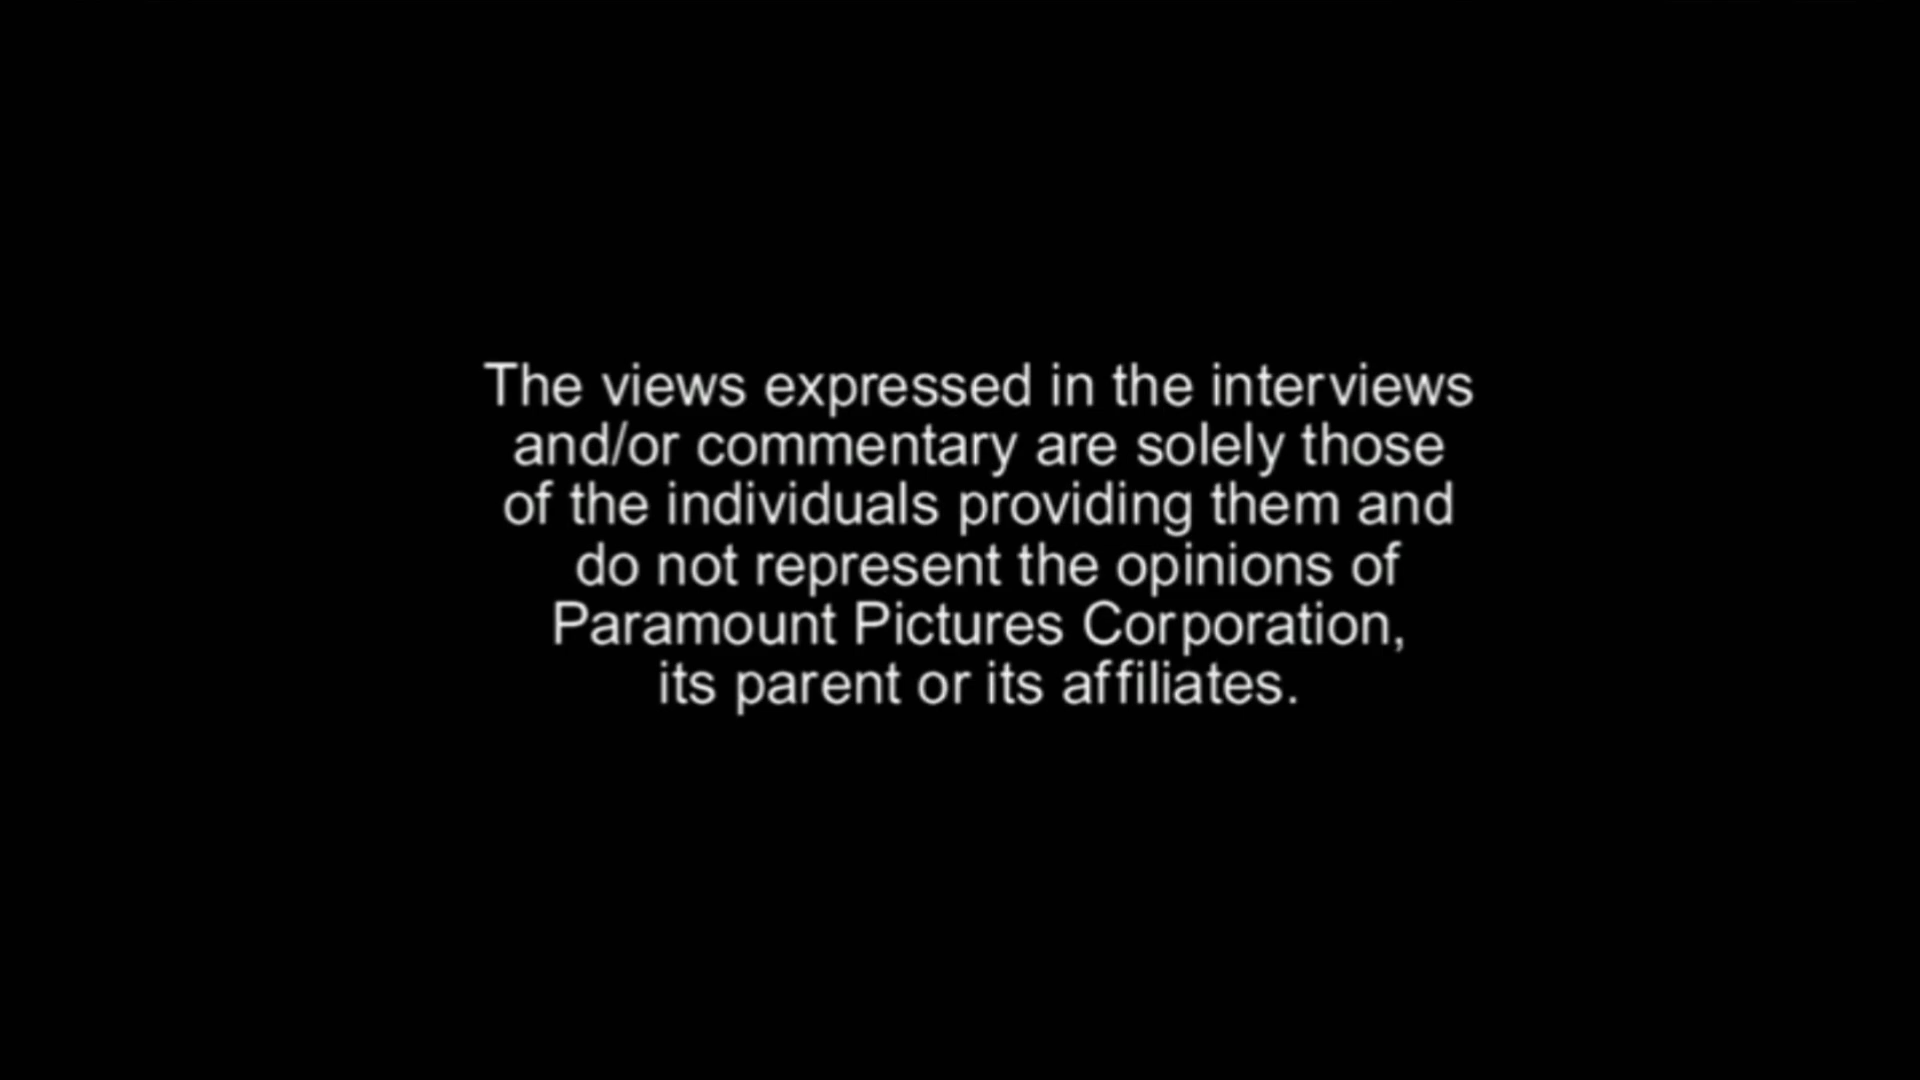 The views expressed in the interviews
and/or commentary are solely those
of the individuals providing them and
do not represent the opinions of
Paramount Pictures Corporation,
its parent or its affiliates.